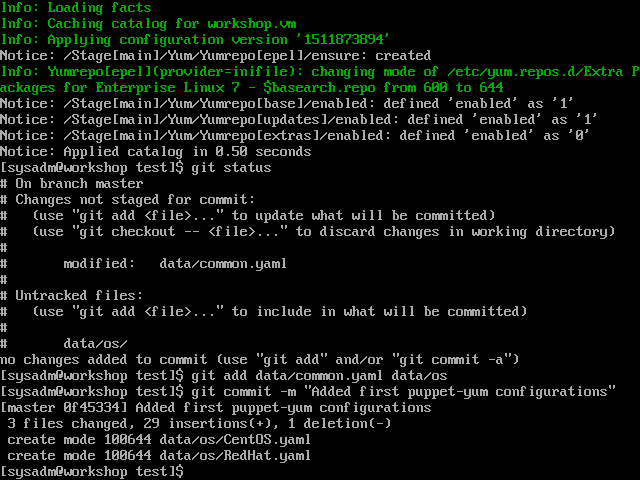 Info: Loading facts
Info: Caching catalog for workshop.vm
Info: Applying configuration version '1511873894'
Notice: /Stage[main]/Yum/Yumrepo[epel]/ensure: created
Info: Yumrepo[epel](provider=inifile): changing mode of /etc/yum.repos.d/Extra P
ackages for Enterprise Linux 7 - $basearch.repo from 600 to 644
Notice: /Stage[main]/Yum/Yumrepo[base]/enabled: defined 'enabled' as '1'
Notice: /Stage[main]/Yum/Yumrepo[updates]/enabled: defined 'enabled' as '1'
Notice: /Stage[main]/Yum/Yumrepo[extras]/enabled: defined 'enabled' as '0'
Notice: Applied catalog in 0.50 seconds
[sysadm@workshop test]$ git status
# On branch master
# Changes not staged for commit:
#   (use "git add <file>..." to update what will be committed)
#   (use "git checkout -- <file>..." to discard changes in working directory)
#
#       modified:   data/common.yaml
#
# Untracked files:
#   (use "git add <file>..." to include in what will be committed)
#
#       data/os/
no changes added to commit (use "git add" and/or "git commit -a")
[sysadm@workshop test]$ git add data/common.yaml data/os
[sysadm@workshop test]$ git commit -m "Added first puppet-yum configurations"
[master 0f45334] Added first puppet-yum configurations
 3 files changed, 29 insertions(+), 1 deletion(-)
 create mode 100644 data/os/CentOS.yaml
 create mode 100644 data/os/RedHat.yaml
[sysadm@workshop test]$